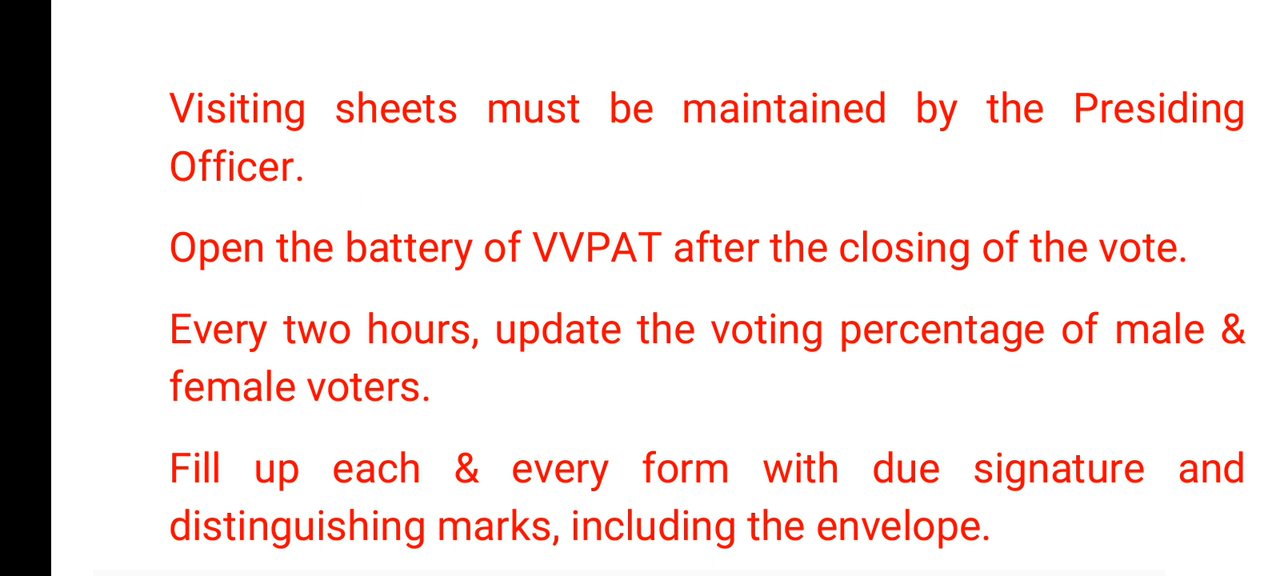 Visiting sheets must be maintained by the Presiding
Officer.
Open the battery of VVPAT after the closing of the vote.
Every two hours, update the voting percentage of male &
female voters.
Fill up each & every form with due signature and
distinguishing marks, including the envelope.